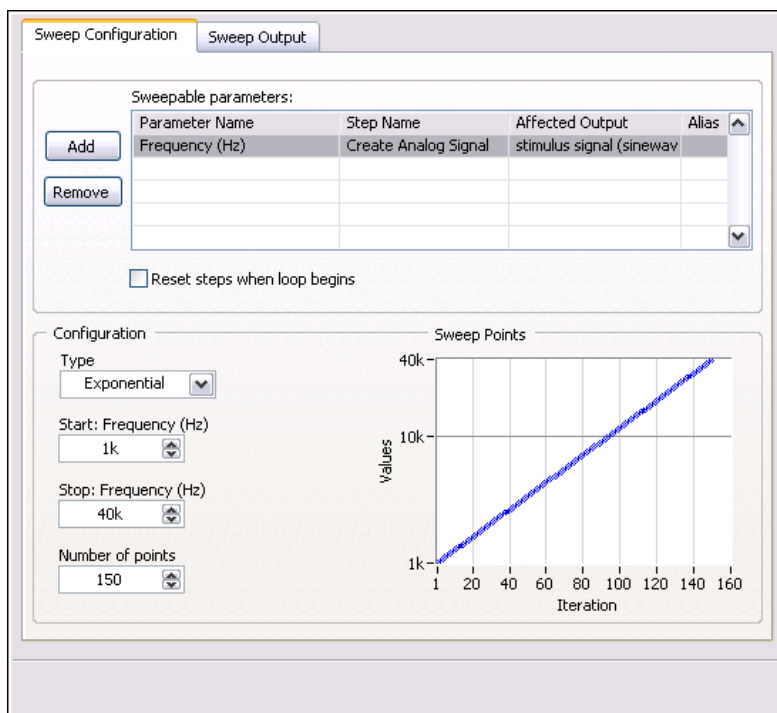 Sweep Configuration Sweep Output
Sweepable parameters:
Parameter Name Step Name Affected Output Alias
Add Frequency (Hz) Create Analog Signal stimulus signal (sinewav
Remove
Reset steps when loop begins
Configuration
Type
Exponential
Start: Frequency (Hz)
1k
Stop: Frequency (Hz)
40k
Number of points
150
Sweep Points
40k
10k
1k
Values
1 20 40 60 80 100 120 140 160
Iteration